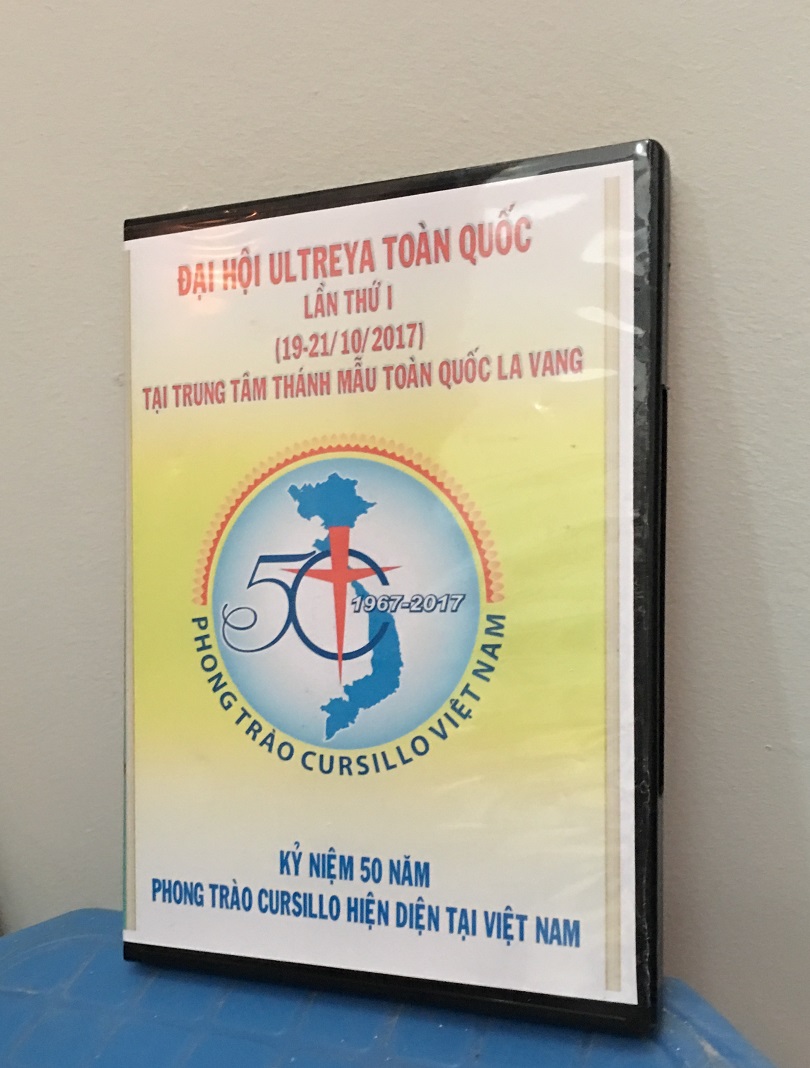 ĐẠI HỘI ULTREYA TOÀN QUỐC
LẦN THỨ I
(19-21/10/2017)
TẠI TRUNG TÂM THÁNH MẪU TOÀN QUỐC LA VANG
50
1967-2017
PHONG TRÀO CURSILLO VIỆT NAM
KỶ NIỆM 50 NĂM
PHONG TRÀO CURSILLO HIỆN DIỆN TẠI VIỆT NAM